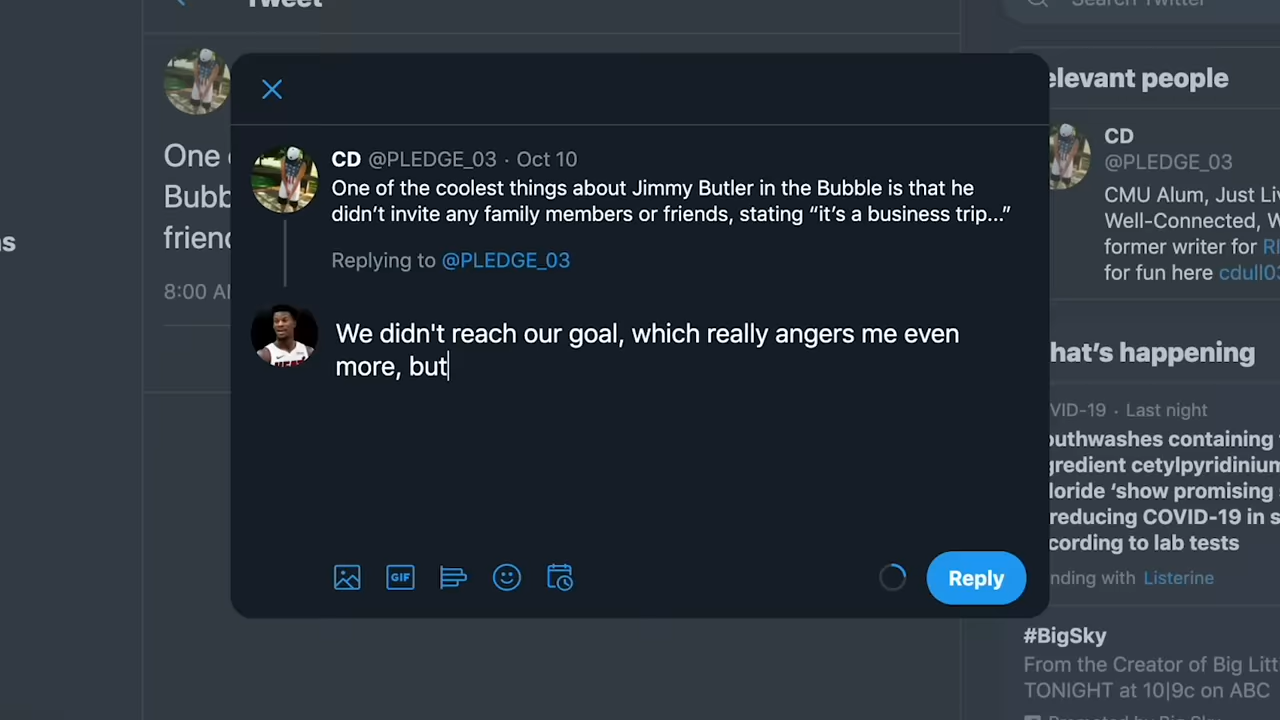 Tweet
Search Twitter
CD @PLEDGE_03 · Oct 10
One of the coolest things about Jimmy Butler in the Bubble is that he
didn’t invite any family members or friends, stating “it’s a business trip...”
Replying to @PLEDGE_03
We didn't reach our goal, which really angers me even
more, but
GIF
Reply
One
Bubb
friend
8:00 A
s
elevant people
CD
@PLEDGE_03
CMU Alum, Just Li
Well-Connected, W
former writer for
for fun here cdull0
hat’s happening
VID-19 · Last night
outhwashes containing
gredient cetylpyridinium
loride ‘show promising
reducing COVID-19 in s
cording to lab tests
nding with Listerine
#BigSky
From the Creator of Big Litt
TONIGHT at 10|9c on ABC